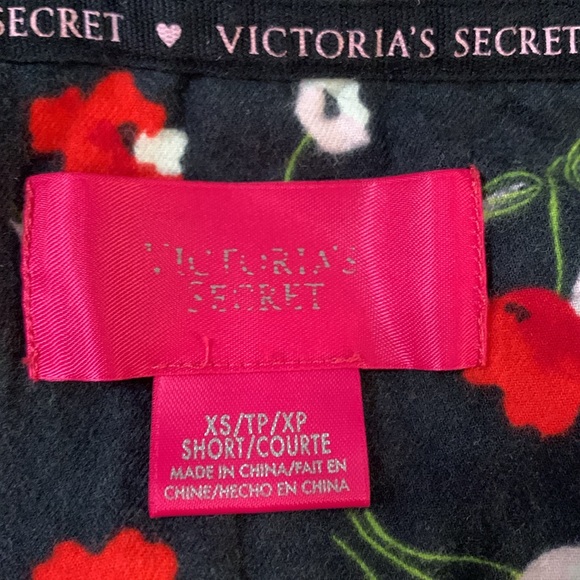 SECRET ♥ VICTORIA'S SECRET
VICTORIA'S
SECRET
XS/TP/XP
SHORT/COURTE
MADE IN CHINA/FAIT EN
CHINE/HECHO EN CHINA